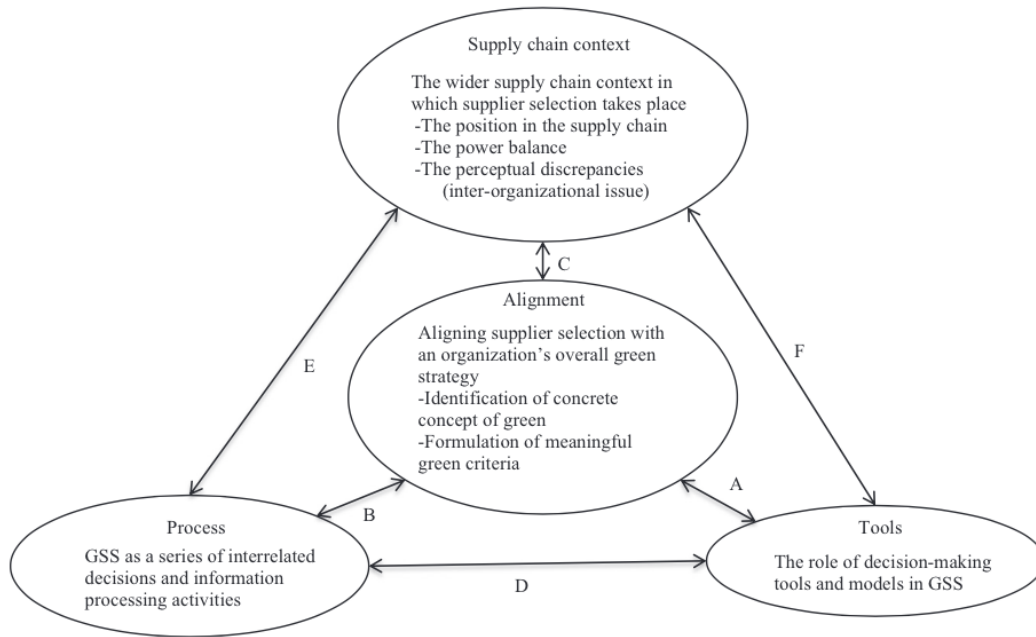 Supply chain context
The wider supply chain context in
which supplier selection takes place
-The position in the supply chain
-The power balance
-The perceptual discrepancies
(inter-organizational issue)
C
Alignment
Aligning supplier selection with
an organization's overall green
strategy
-Identification of concrete
concept of green
-Formulation of meaningful
green criteria
E
F
A
B
Process
GSS as a series of interrelated
decisions and information
processing activities
D
Tools
The role of decision-making
tools and models in GSS